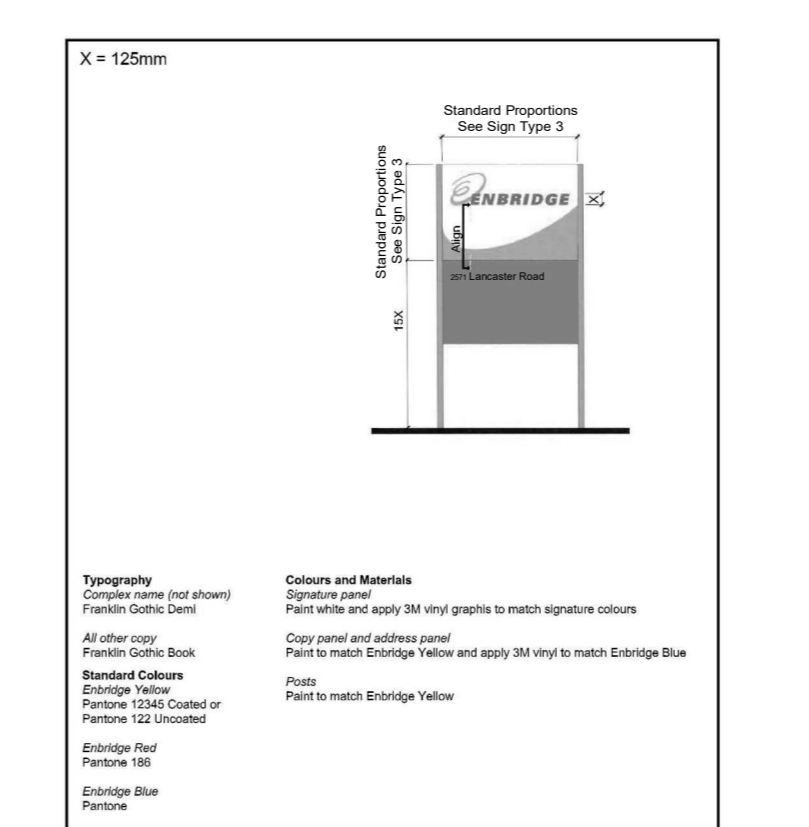 X = 125mm
Standard Proportions
See Sign Type 3
Standard Proportions
See Sign Type 3
ENBRIDGE
X
Align
2571 Lancaster Road
15X
Typography
Complex name (not shown)
Franklin Gothic Demi
All other copy
Franklin Gothic Book
Standard Colours
Enbridge Yellow
Pantone 12345 Coated or
Pantone 122 Uncoated
Enbridge Red
Pantone 186
Enbridge Blue
Pantone
Colours and Materials
Signature panel
Paint white and apply 3M vinyl graphis to match signature colours
Copy panel and address panel
Paint to match Enbridge Yellow and apply 3M vinyl to match Enbridge Blue
Posts
Paint to match Enbridge Yellow